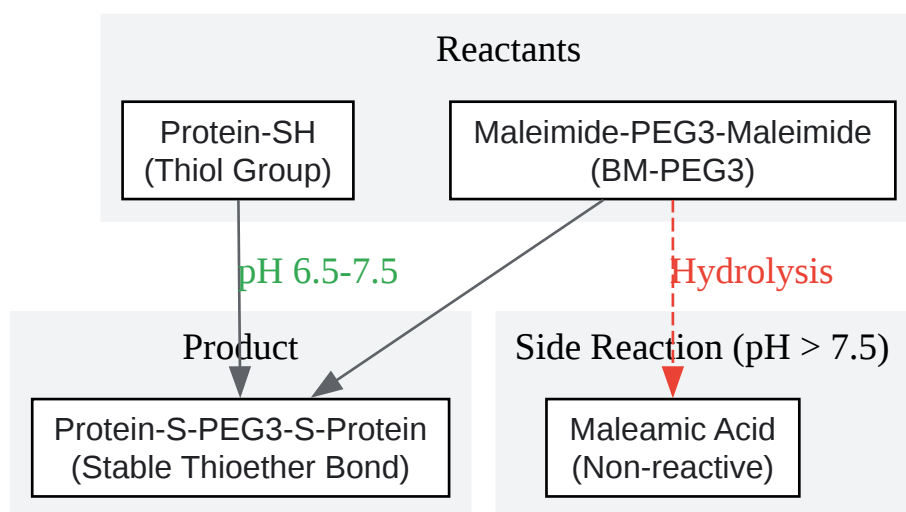 Reactants
Protein-SH
(Thiol Group)
Maleimide-PEG3-Maleimide
(BM-PEG3)
pH 6.5-7.5
Hydrolysis
Product
Side Reaction (pH > 7.5)
Protein-S-PEG3-S-Protein
(Stable Thioether Bond)
Maleamic Acid
(Non-reactive)